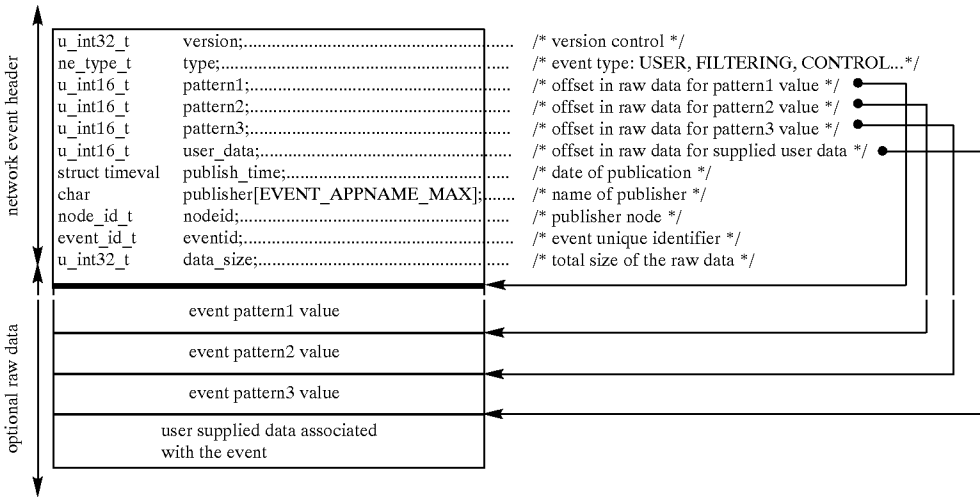 network event header
u_int32_t version;.................................................. /* version control */
ne_type_t type;.................................................. /* event type: USER, FILTERING, CONTROL...*/
u_int16_t pattern1;.................................................. /* offset in raw data for pattern1 value */
u_int16_t pattern2;.................................................. /* offset in raw data for pattern2 value */
u_int16_t pattern3;.................................................. /* offset in raw data for pattern3 value */
u_int16_t user_data;.................................................. /* offset in raw data for supplied user data */
struct timeval publish_time;.................................................. /* date of publication */
char publisher[EVENT_APPNAME_MAX];....... /* name of publisher */
node_id_t nodeid;.................................................. /* publisher node */
event_id_t eventid;.................................................. /* event unique identifier */
u_int32_t data_size;.................................................. /* total size of the raw data */
optional raw data
event pattern1 value
event pattern2 value
event pattern3 value
user supplied data associated
with the event